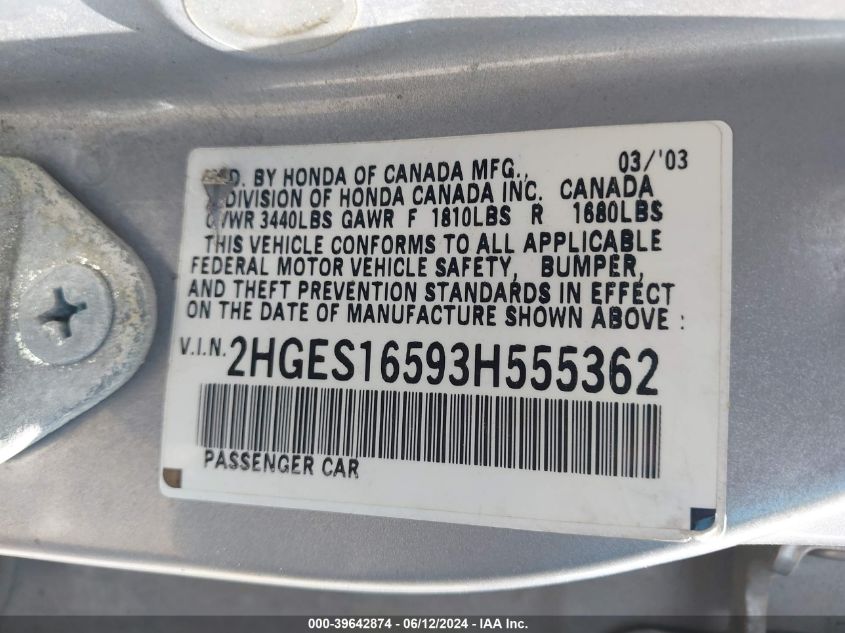 BY HONDA OF CANADA MFG., 03/'03
DIVISION OF HONDA CANADA INC. CANADA
GVWR 3440LBS GAWR F 1810LBS R 1680LBS
THIS VEHICLE CONFORMS TO ALL APPLICABLE
FEDERAL MOTOR VEHICLE SAFETY, BUMPER,
AND THEFT PREVENTION STANDARDS IN EFFECT
ON THE DATE OF MANUFACTURE SHOWN ABOVE :
V.I.N. 2HGES16593H555362
PASSENGER CAR
000-39642874 - 06/12/2024 - IAA Inc.